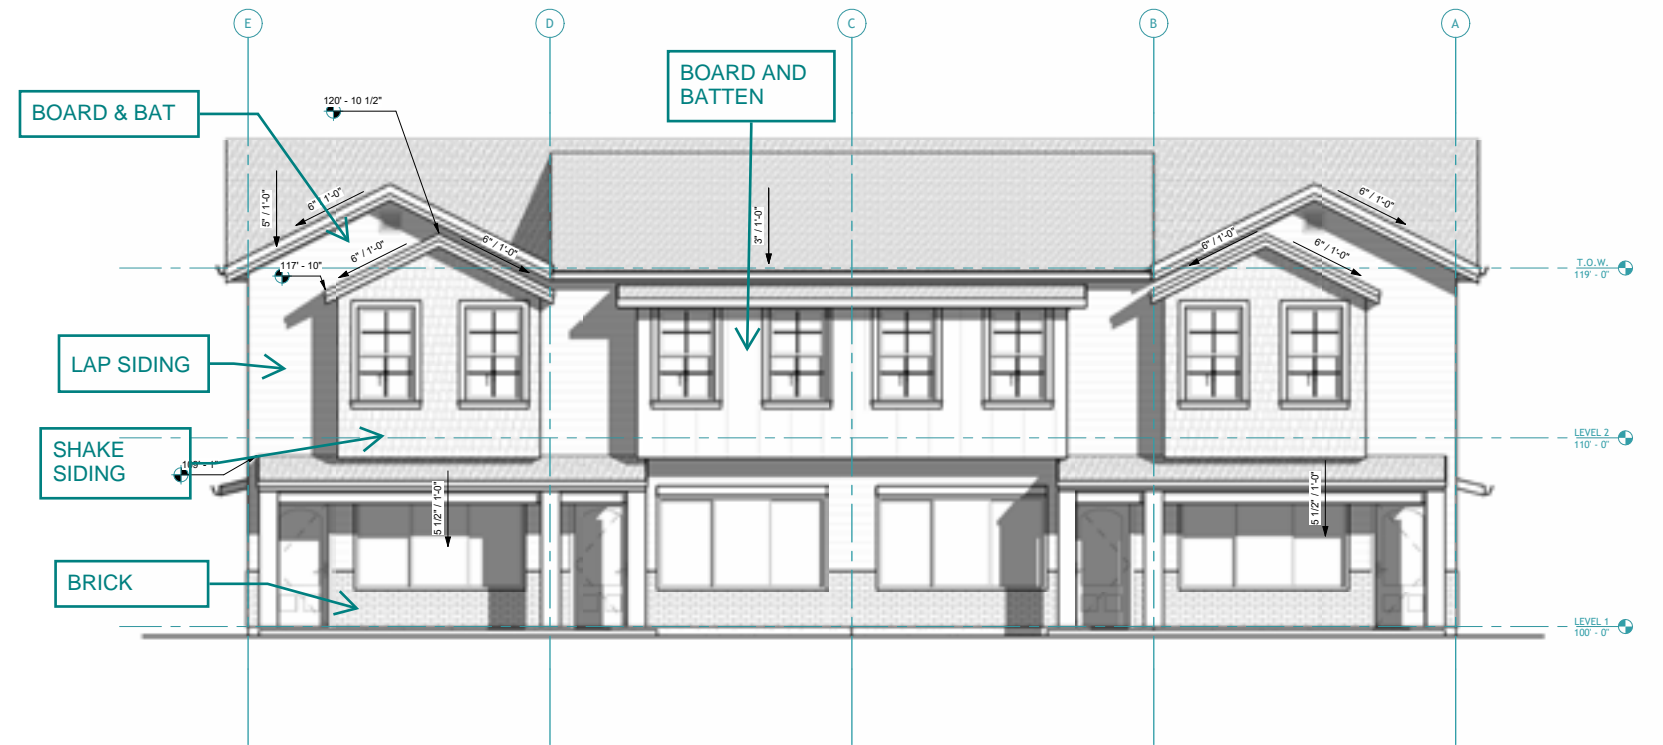 E
D
C
B
A
BOARD AND
BATTEN
BOARD & BAT
120' - 10 1/2"
5" / 1'-0"
6" / 1'-0"
6" / 1'-0"
6" / 1'-0"
3" / 1'-0"
6" / 1'-0"
6" / 1'-0"
6" / 1'-0"
117' - 10"
T.O.W.
119' - 0"
LAP SIDING
LEVEL 2
110' - 0"
SHAKE
SIDING
109' - 1"
5 1/2" / 1'-0"
5 1/2" / 1'-0"
BRICK
LEVEL 1
100' - 0"